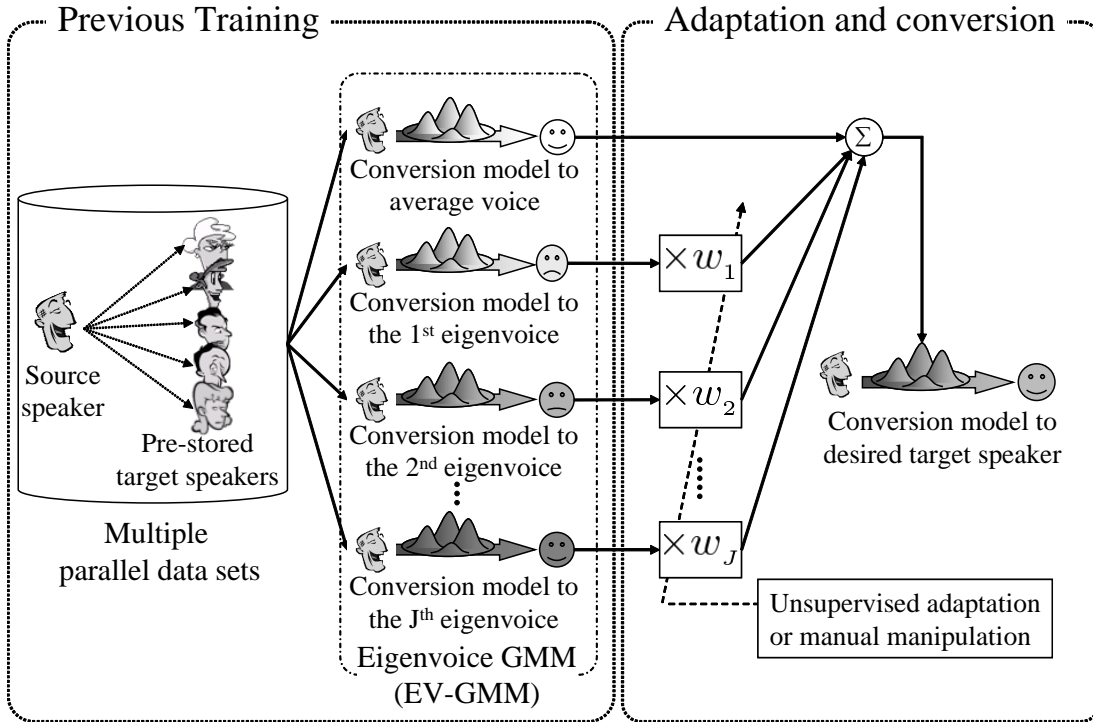 Previous Training
Adaptation and conversion
Conversion model to
average voice
Σ
Conversion model to
the 1st eigenvoice
× w1
Source
speaker
Pre-stored
target speakers
Multiple
parallel data sets
Conversion model to
the 2nd eigenvoice
× w2
Conversion model to
desired target speaker
Conversion model to
the Jth eigenvoice
× wJ
Unsupervised adaptation
or manual manipulation
Eigenvoice GMM
(EV-GMM)